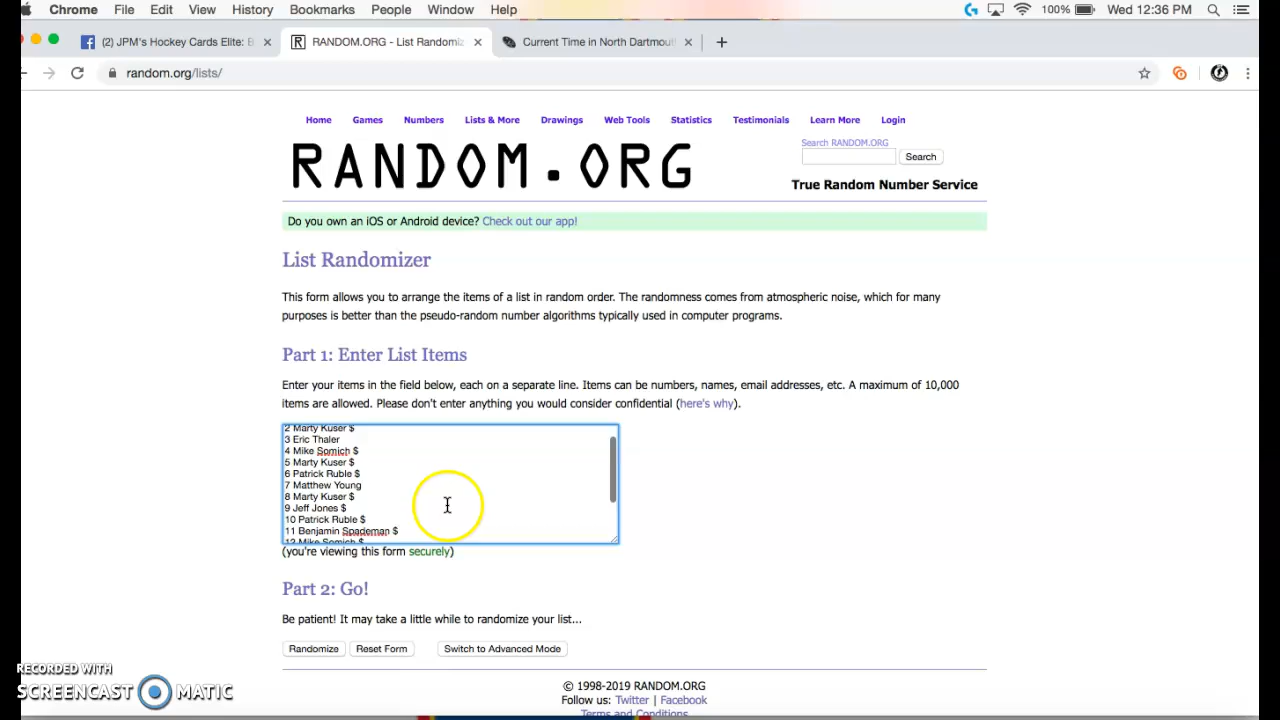 Chrome File Edit View History Bookmarks People Window Help 100% Wed 12:36 PM
(2) JPM's Hockey Cards Elite: B RANDOM.ORG - List Randomiz Current Time in North Dartmout
random.org/lists/
Home Games Numbers Lists & More Drawings Web Tools Statistics Testimonials Learn More Login
RANDOM.ORG
Search RANDOM.ORG
Search
True Random Number Service
Do you own an iOS or Android device? Check out our app!
List Randomizer
This form allows you to arrange the items of a list in random order. The randomness comes from atmospheric noise, which for many
purposes is better than the pseudo-random number algorithms typically used in computer programs.
Part 1: Enter List Items
Enter your items in the field below, each on a separate line. Items can be numbers, names, email addresses, etc. A maximum of 10,000
items are allowed. Please don't enter anything you would consider confidential (here's why).
2 Marty Kuser $
3 Eric Thaler
4 Mike Somich $
5 Marty Kuser $
6 Patrick Ruble $
7 Matthew Young
8 Marty Kuser $
9 Jeff Jones $
10 Patrick Ruble $
11 Benjamin Spademan $
12 Mike Somich $
(you're viewing this form securely)
Part 2: Go!
Be patient! It may take a little while to randomize your list...
Randomize Reset Form Switch to Advanced Mode
© 1998-2019 RANDOM.ORG
Follow us: Twitter | Facebook
Terms and Conditions
RECORDED WITH
SCREENCAST MATIC